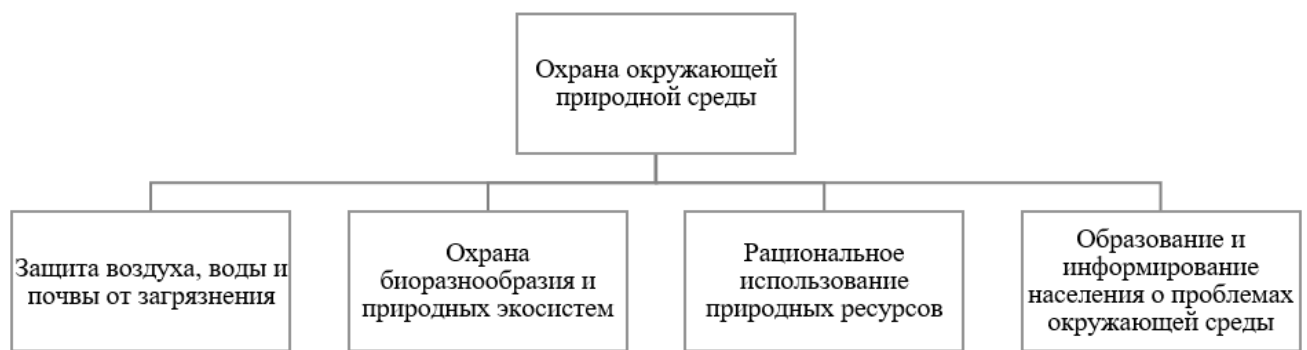 Охрана окружающей
природной среды
Защита воздуха, воды и
почвы от загрязнения
Охрана
биоразнообразия и
природных экосистем
Рациональное
использование
природных ресурсов
Образование и
информирование
населения о проблемах
окружающей среды